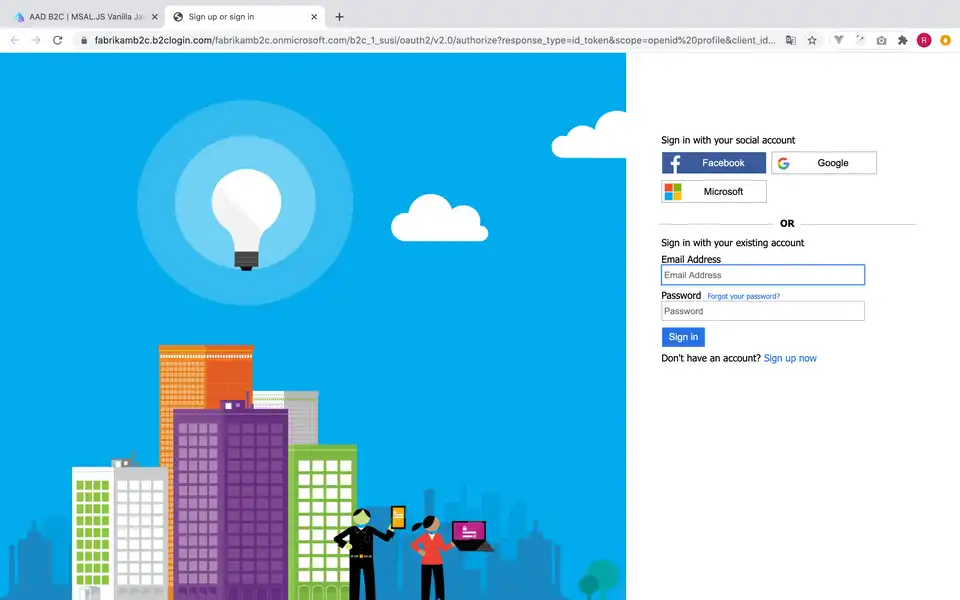 AAD B2C | MSAL.JS Vanilla Ja
Sign up or sign in
fabrikamb2c.b2clogin.com/fabrikamb2c.onmicrosoft.com/b2c_1_susi/oauth2/v2.0/authorize?response_type=id_token&scope=openid%20profile&client_id...
R
Sign in with your social account
Facebook
Google
Microsoft
OR
Sign in with your existing account
Email Address
Email Address
Password Forgot your password?
Password
Sign in
Don't have an account? Sign up now